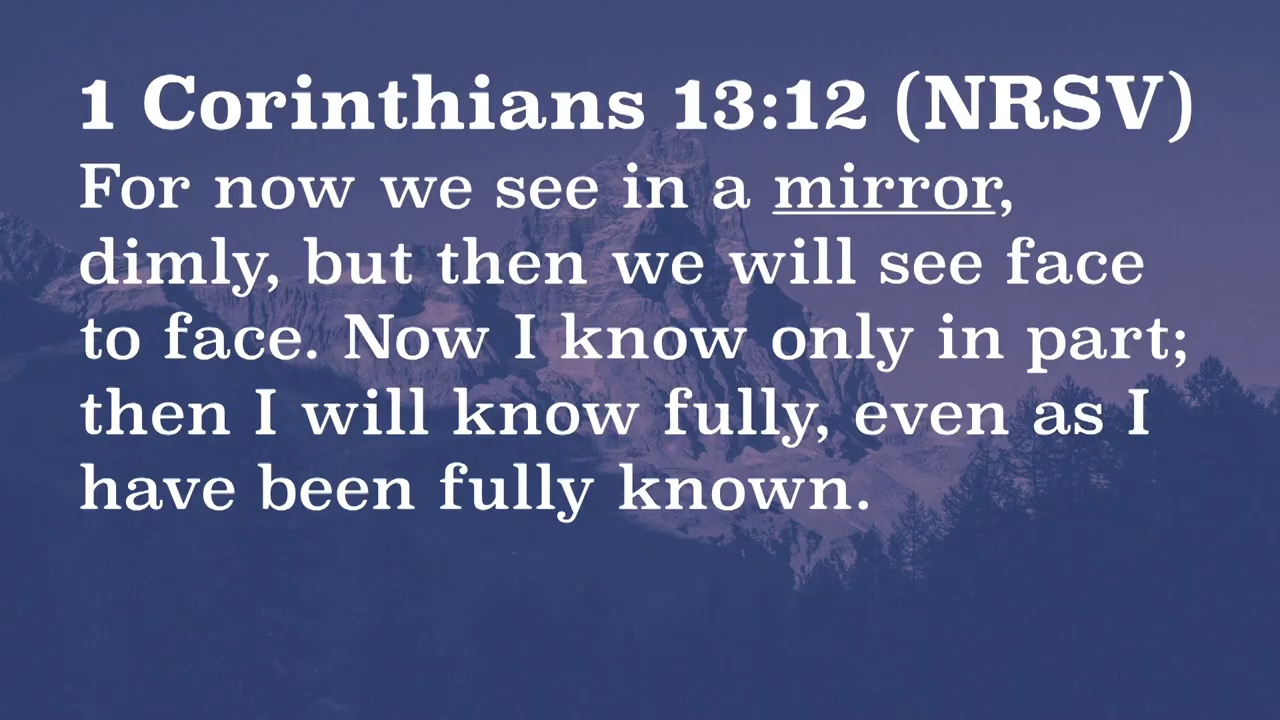 1 Corinthians 13:12 (NRSV)
For now we see in a mirror,
dimly, but then we will see face
to face. Now I know only in part;
then I will know fully, even as I
have been fully known.